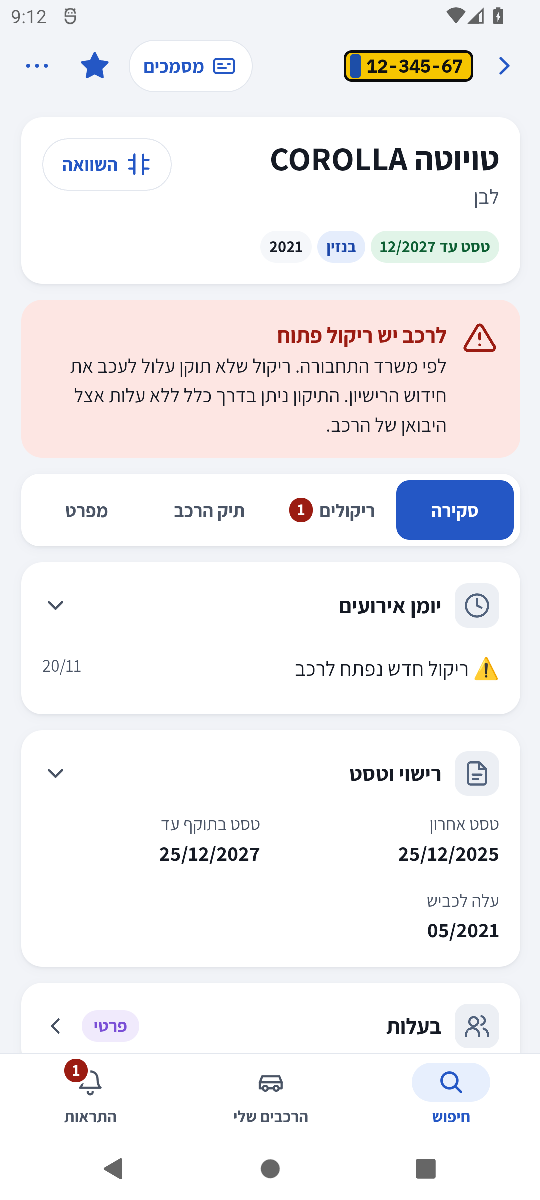 9:12
12-345-67
מסמכים
טויוטה COROLLA
השוואה
לבן
טסט עד 12/2027
בנזין
2021
לרכב יש ריקול פתוח
לפי משרד התחבורה. ריקול שלא תוקן עלול לעכב את
חידוש הרישיון. התיקון ניתן בדרך כלל ללא עלות אצל
היבואן של הרכב.
סקירה
ריקולים 1
תיק הרכב
מפרט
יומן אירועים
⚠️ ריקול חדש נפתח לרכב
20/11
רישוי וטסט
טסט אחרון
25/12/2025
טסט בתוקף עד
25/12/2027
עלה לכביש
05/2021
בעלות
פרטי
חיפוש
הרכבים שלי
1
התראות